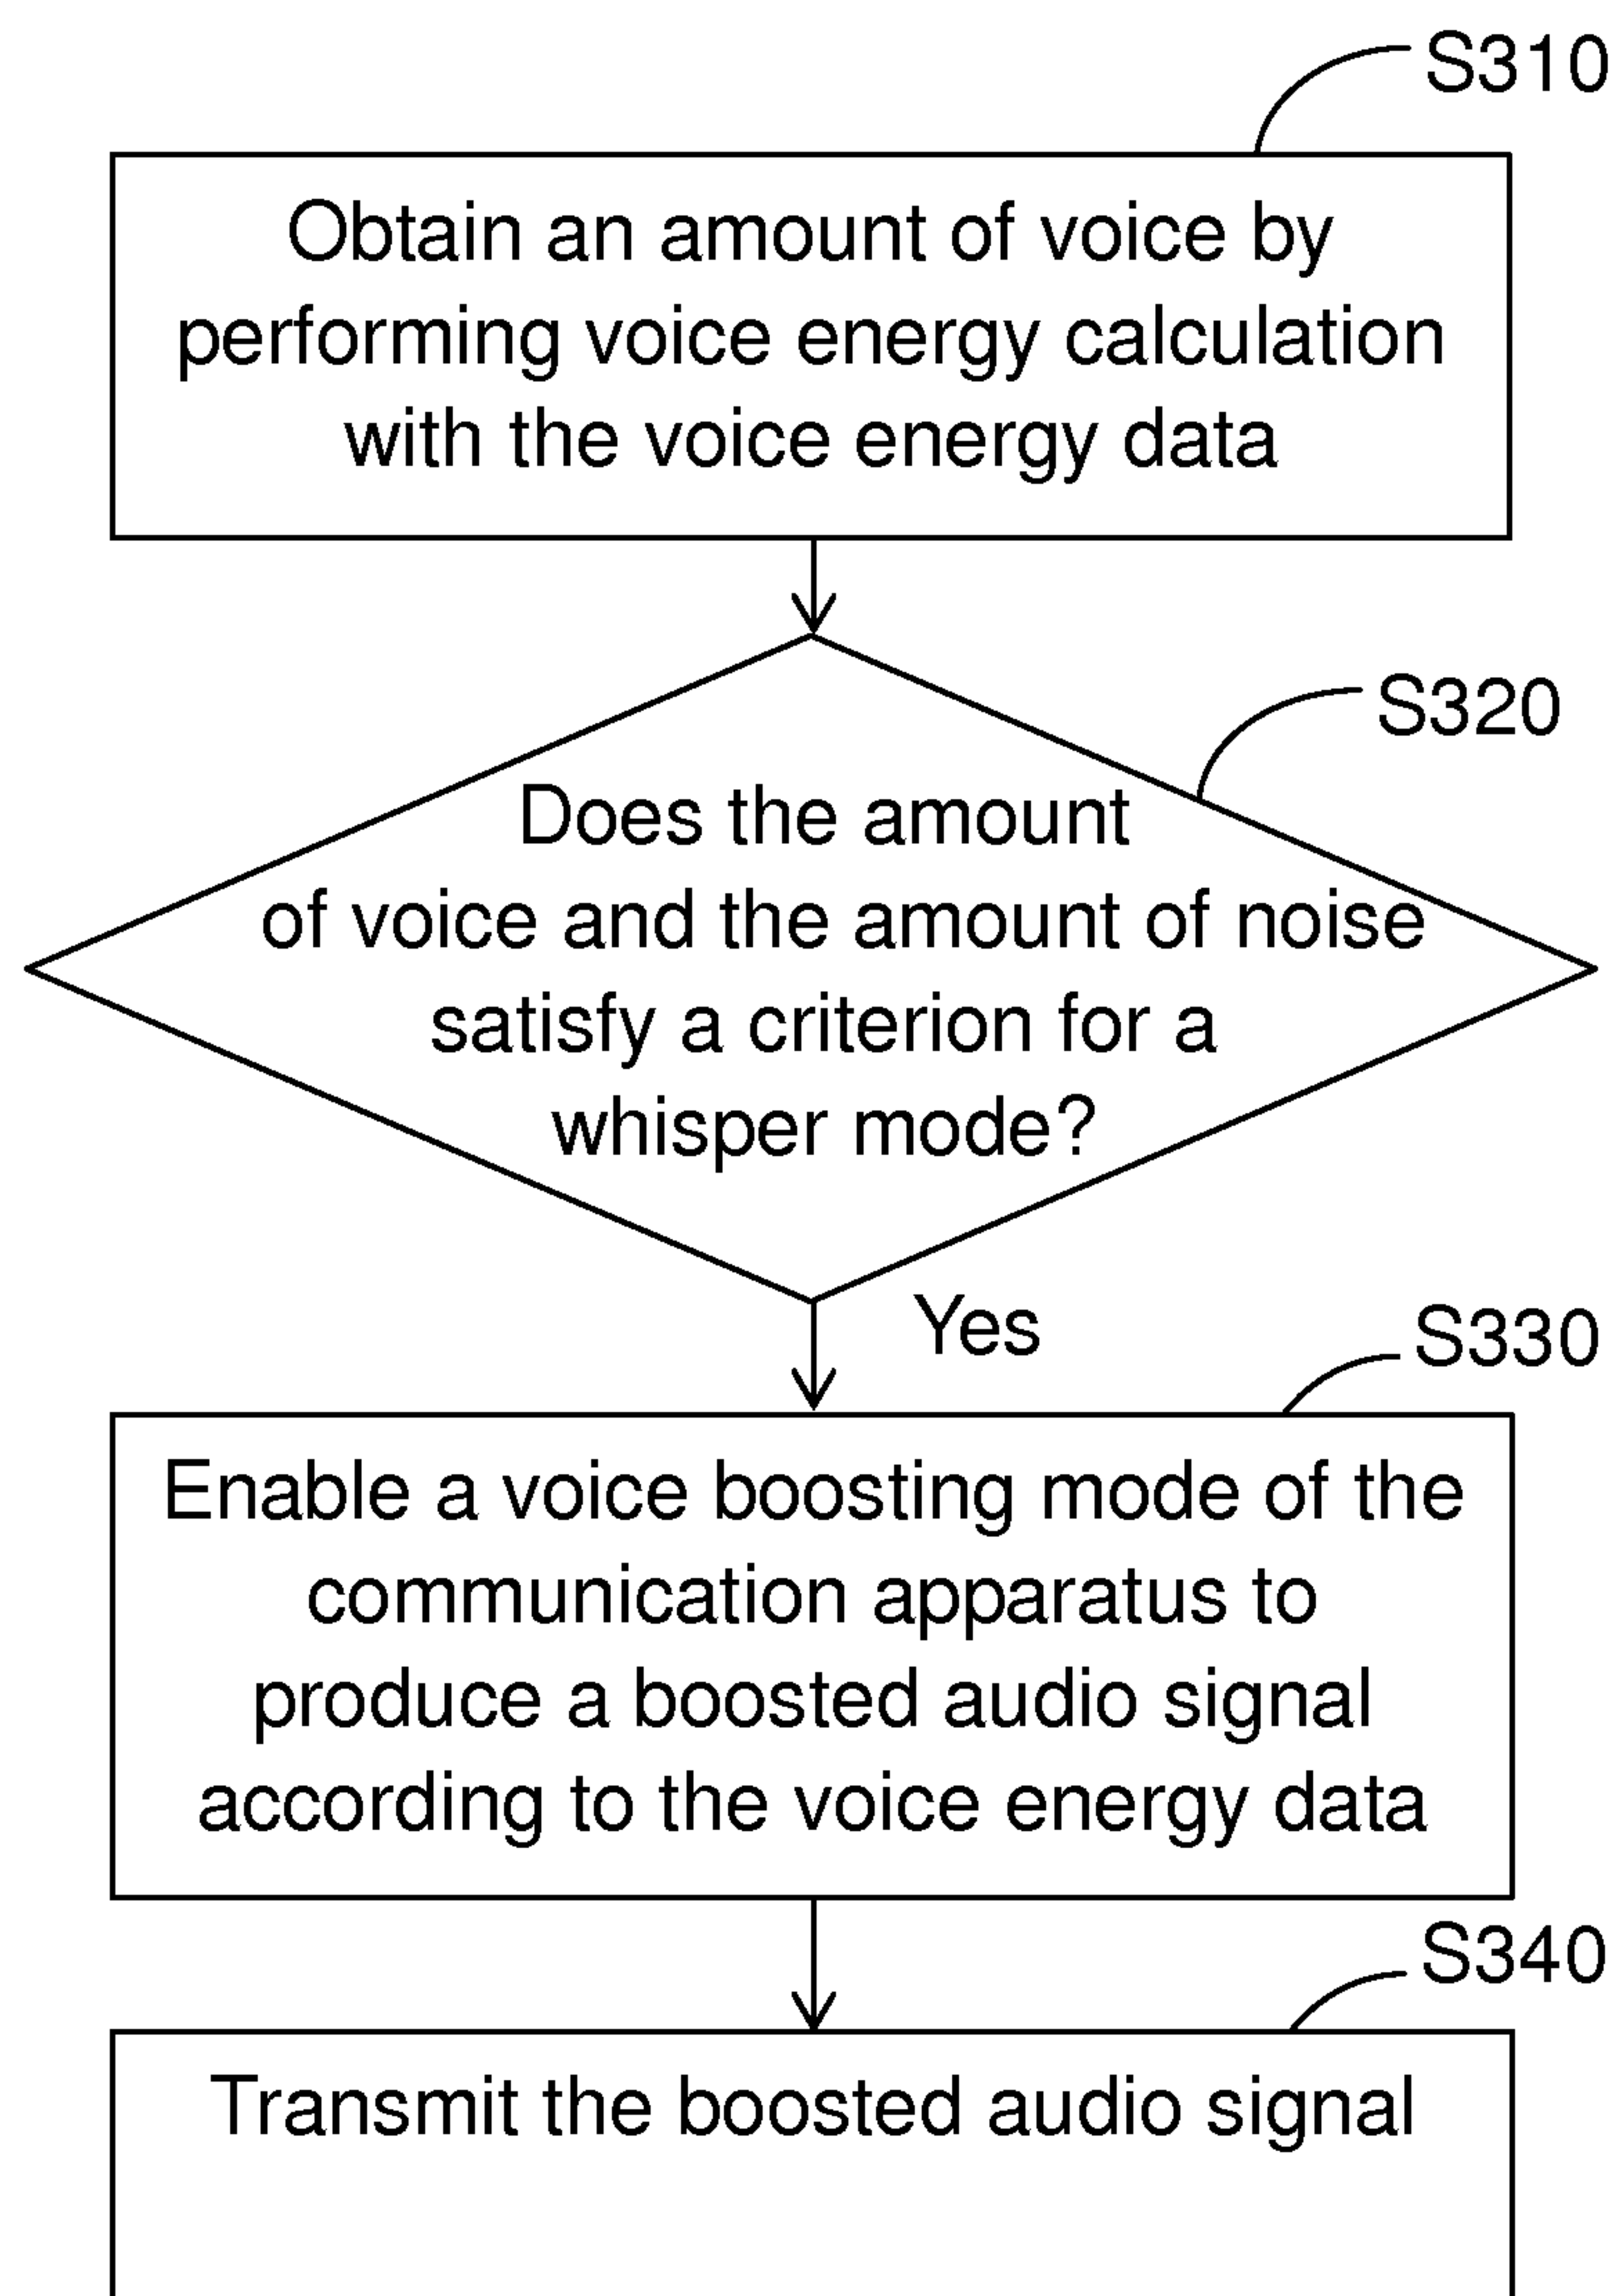 S310
Obtain an amount of voice by
performing voice energy calculation
with the voice energy data
S320
Does the amount
of voice and the amount of noise
satisfy a criterion for a
whisper mode?
Yes
S330
Enable a voice boosting mode of the
communication apparatus to
produce a boosted audio signal
according to the voice energy data
S340
Transmit the boosted audio signal